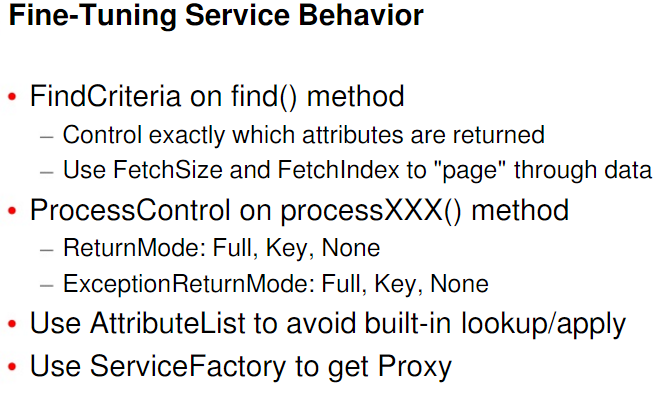 Fine-Tuning Service Behavior
• FindCriteria on find() method
– Control exactly which attributes are returned
– Use FetchSize and FetchIndex to "page" through data
• ProcessControl on processXXX() method
– ReturnMode: Full, Key, None
– ExceptionReturnMode: Full, Key, None
• Use AttributeList to avoid built-in lookup/apply
• Use ServiceFactory to get Proxy